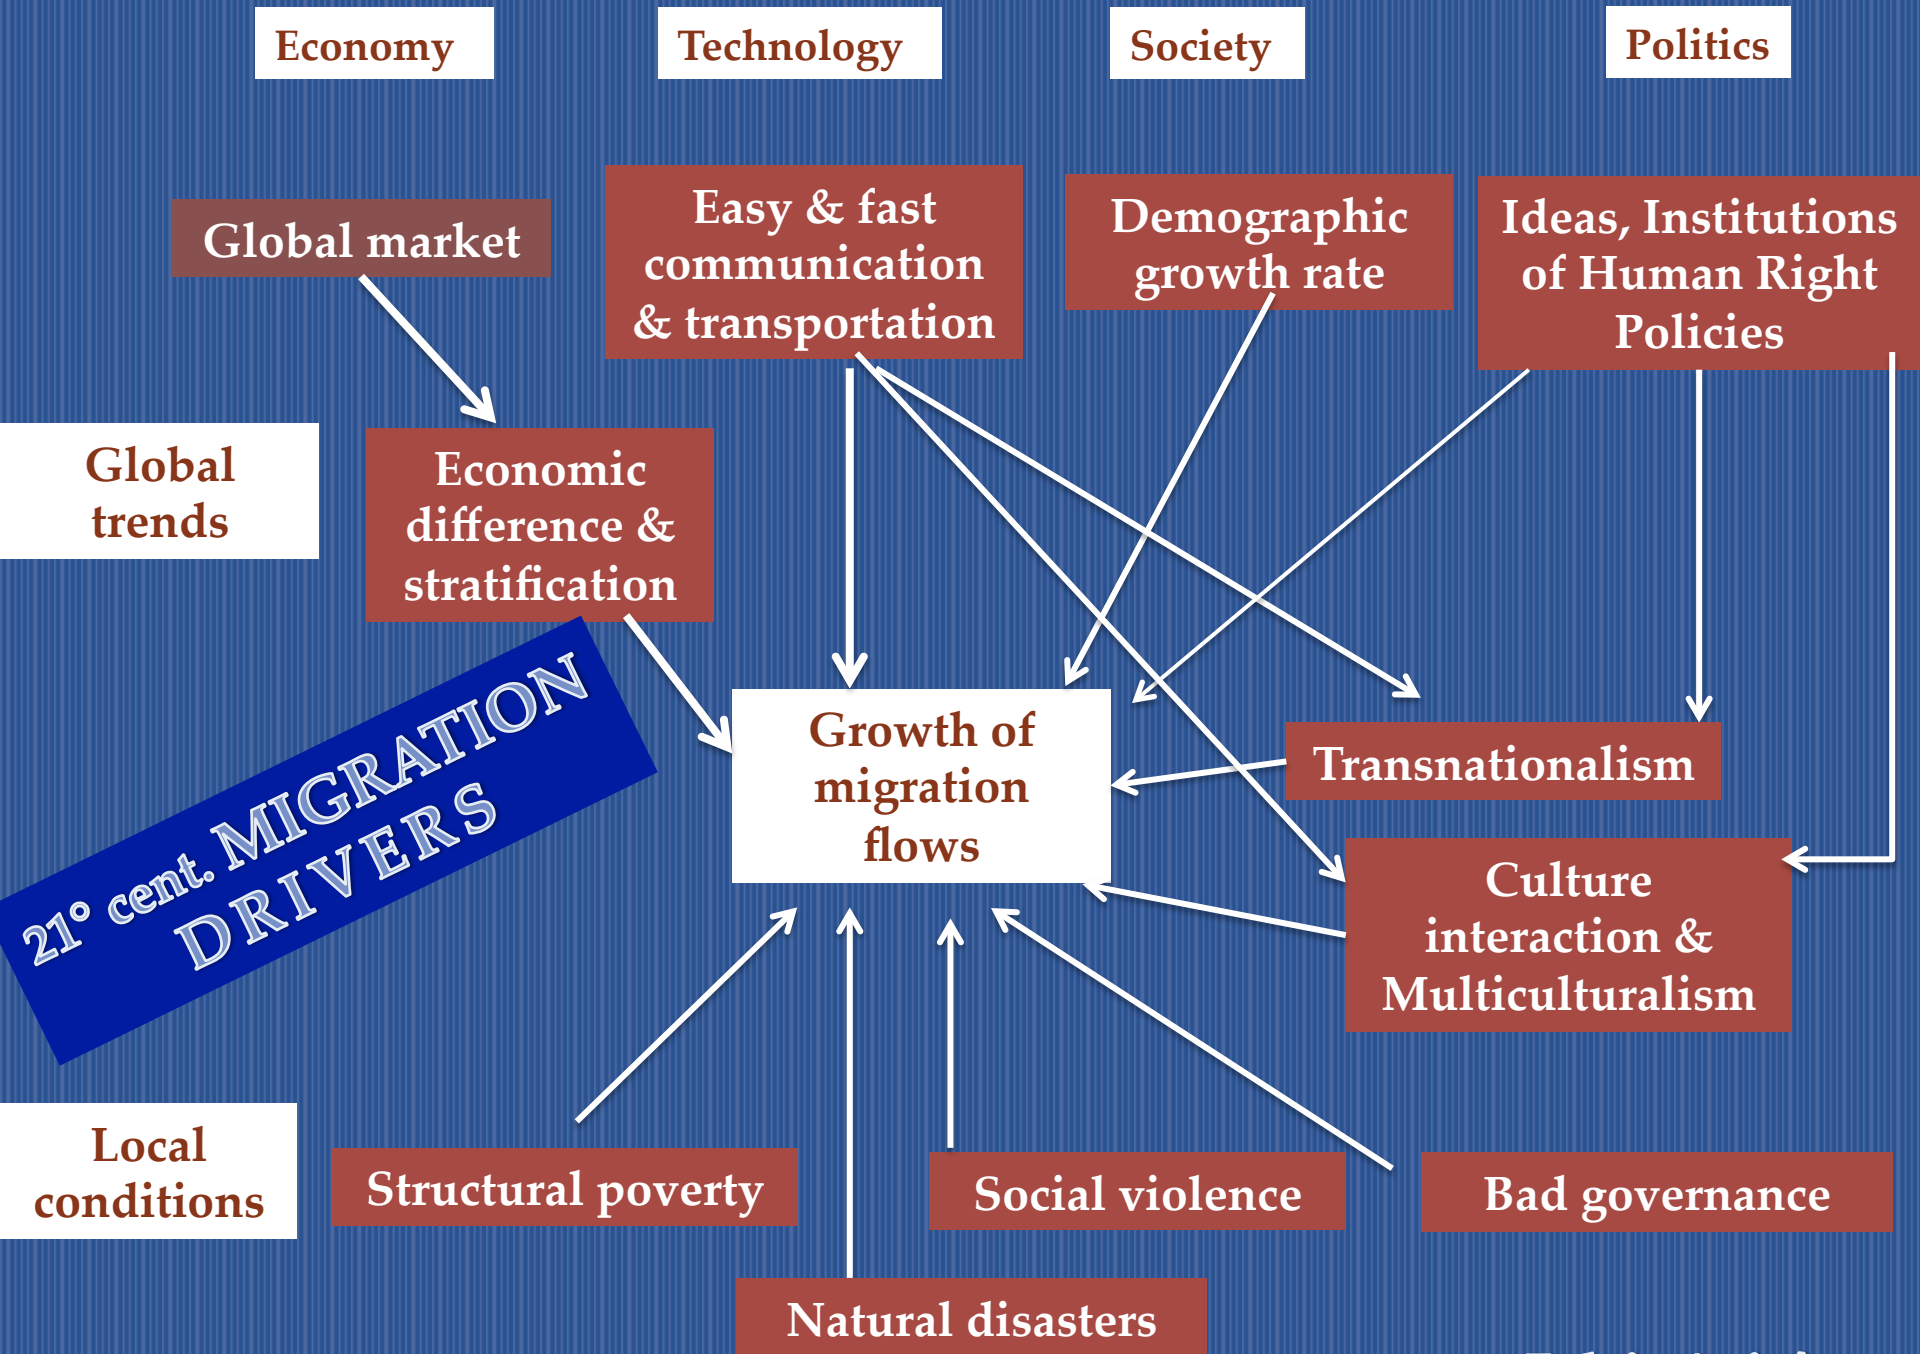 Economy
Technology
Society
Politics
Global market
Easy & fast
communication
& transportation
Demographic
growth rate
Ideas, Institutions
of Human Right
Policies
Global
trends
Economic
difference &
stratification
21° cent. MIGRATION
DRIVERS
Growth of
migration
flows
Transnationalism
Culture
interaction &
Multiculturalism
Local
conditions
Structural poverty
Social violence
Bad governance
Natural disasters